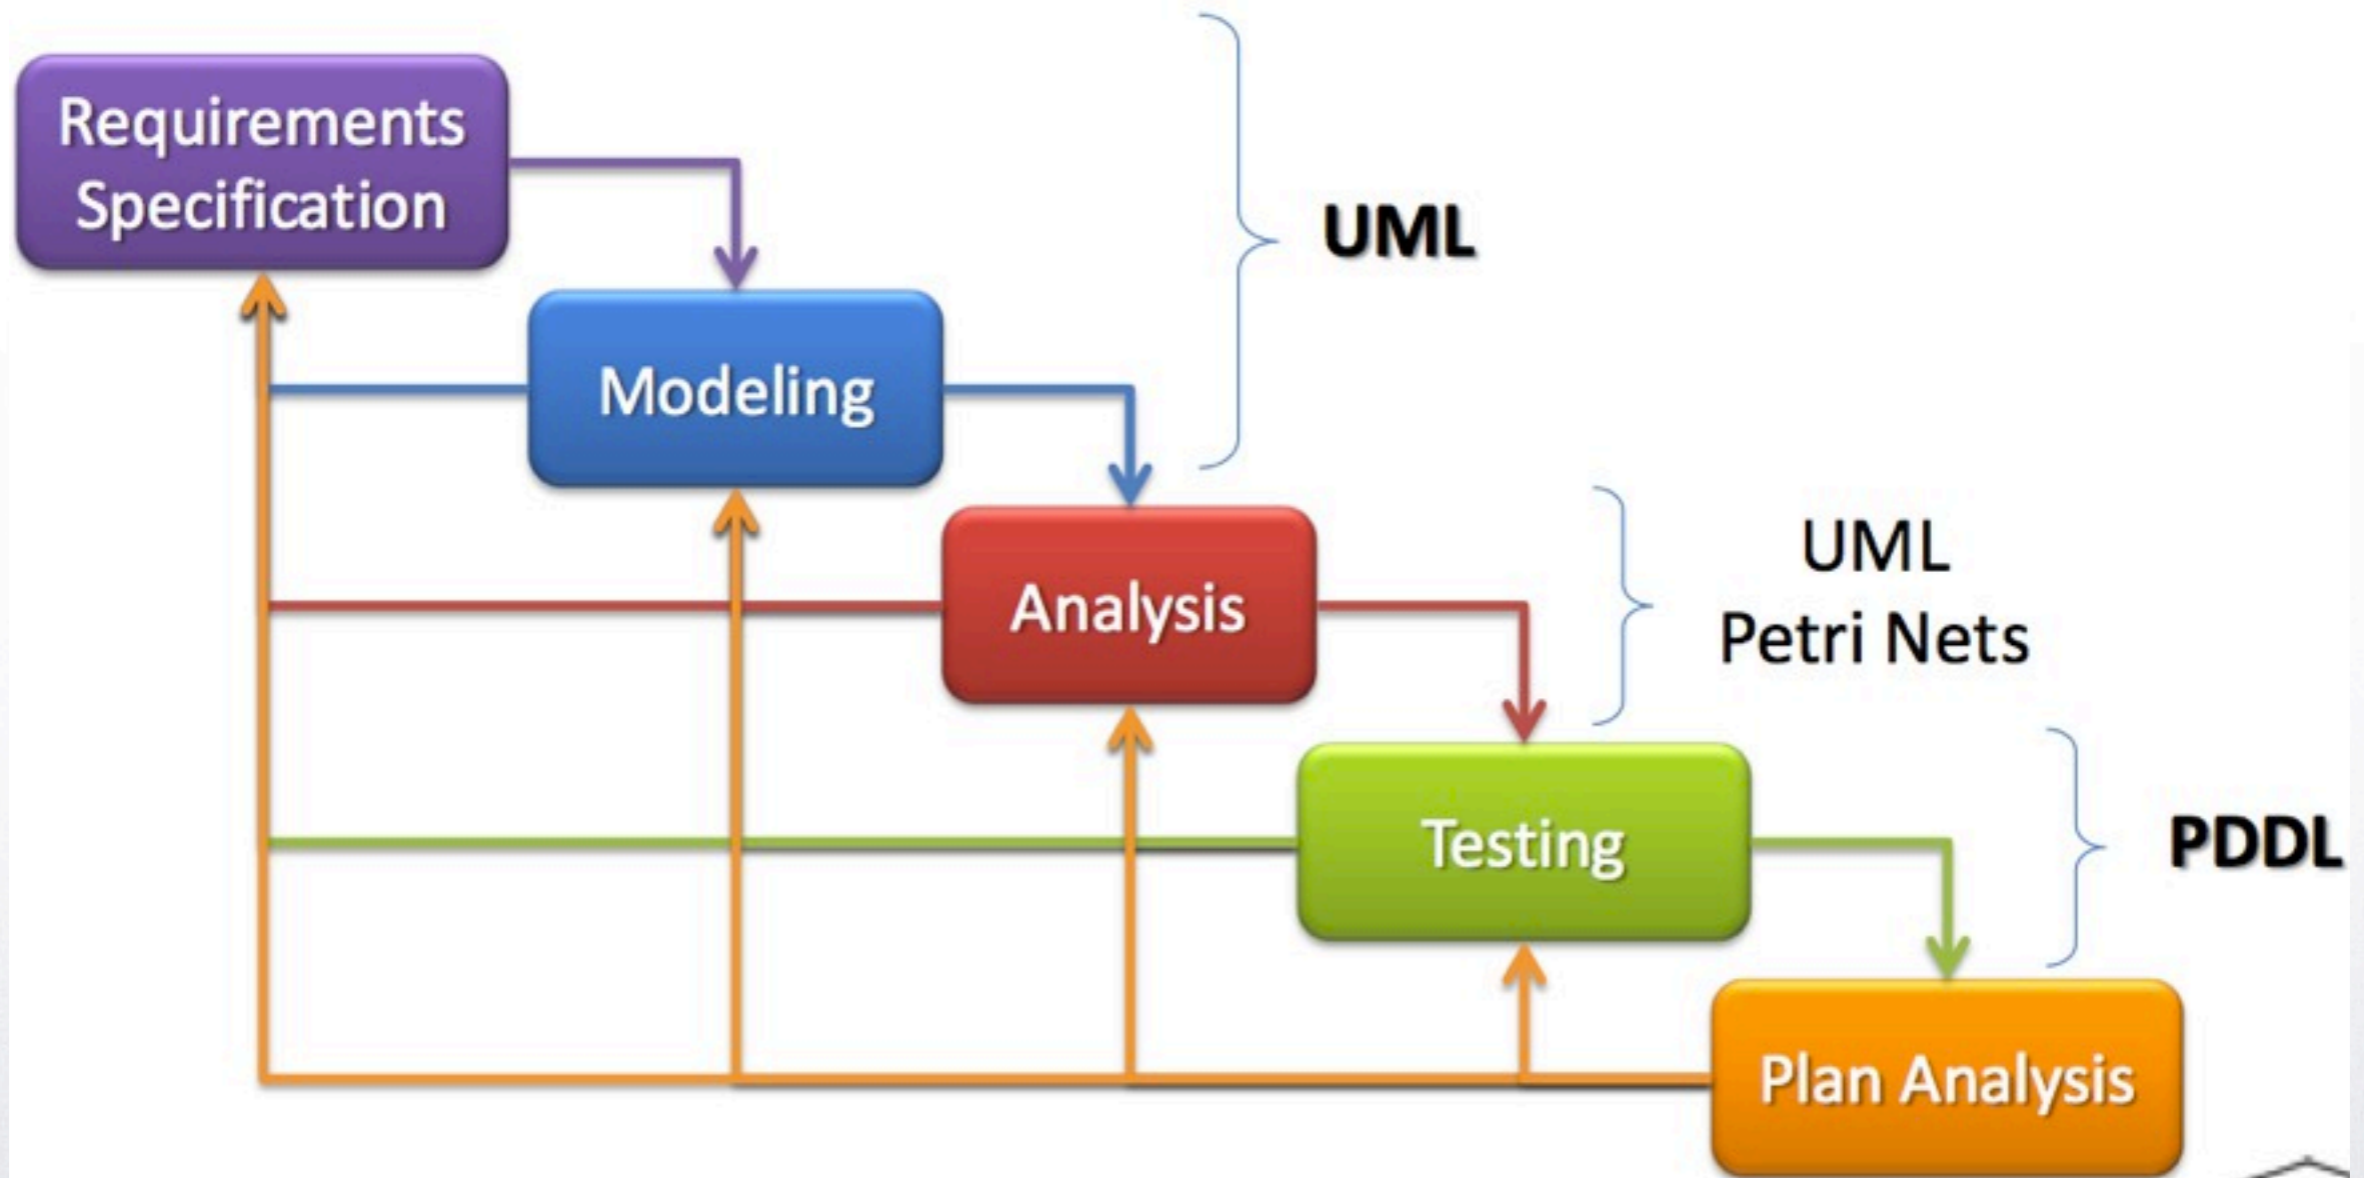 Requirements
Specification
UML
Modeling
Analysis
UML
Petri Nets
Testing
PDDL
Plan Analysis